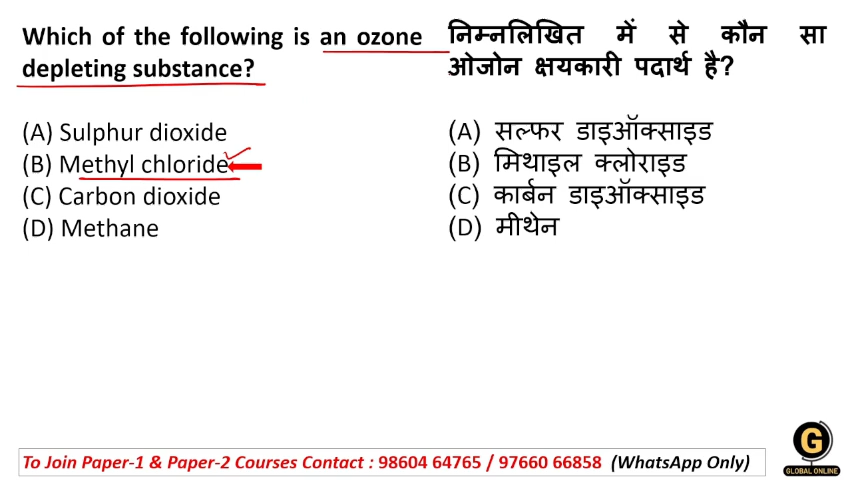 Which of the following is an ozone
depleting substance?
(A) Sulphur dioxide
(B) Methyl chloride
(C) Carbon dioxide
(D) Methane
निम्नलिखित में से कौन सा
ओजोन क्षयकारी पदार्थ है?
(A) सल्फर डाइऑक्साइड
(B) मिथाइल क्लोराइड
(C) कार्बन डाइऑक्साइड
(D) मीथेन
To Join Paper-1 & Paper-2 Courses Contact : 98604 64765 / 97660 66858 (WhatsApp Only)
G
GLOBAL ONLINE